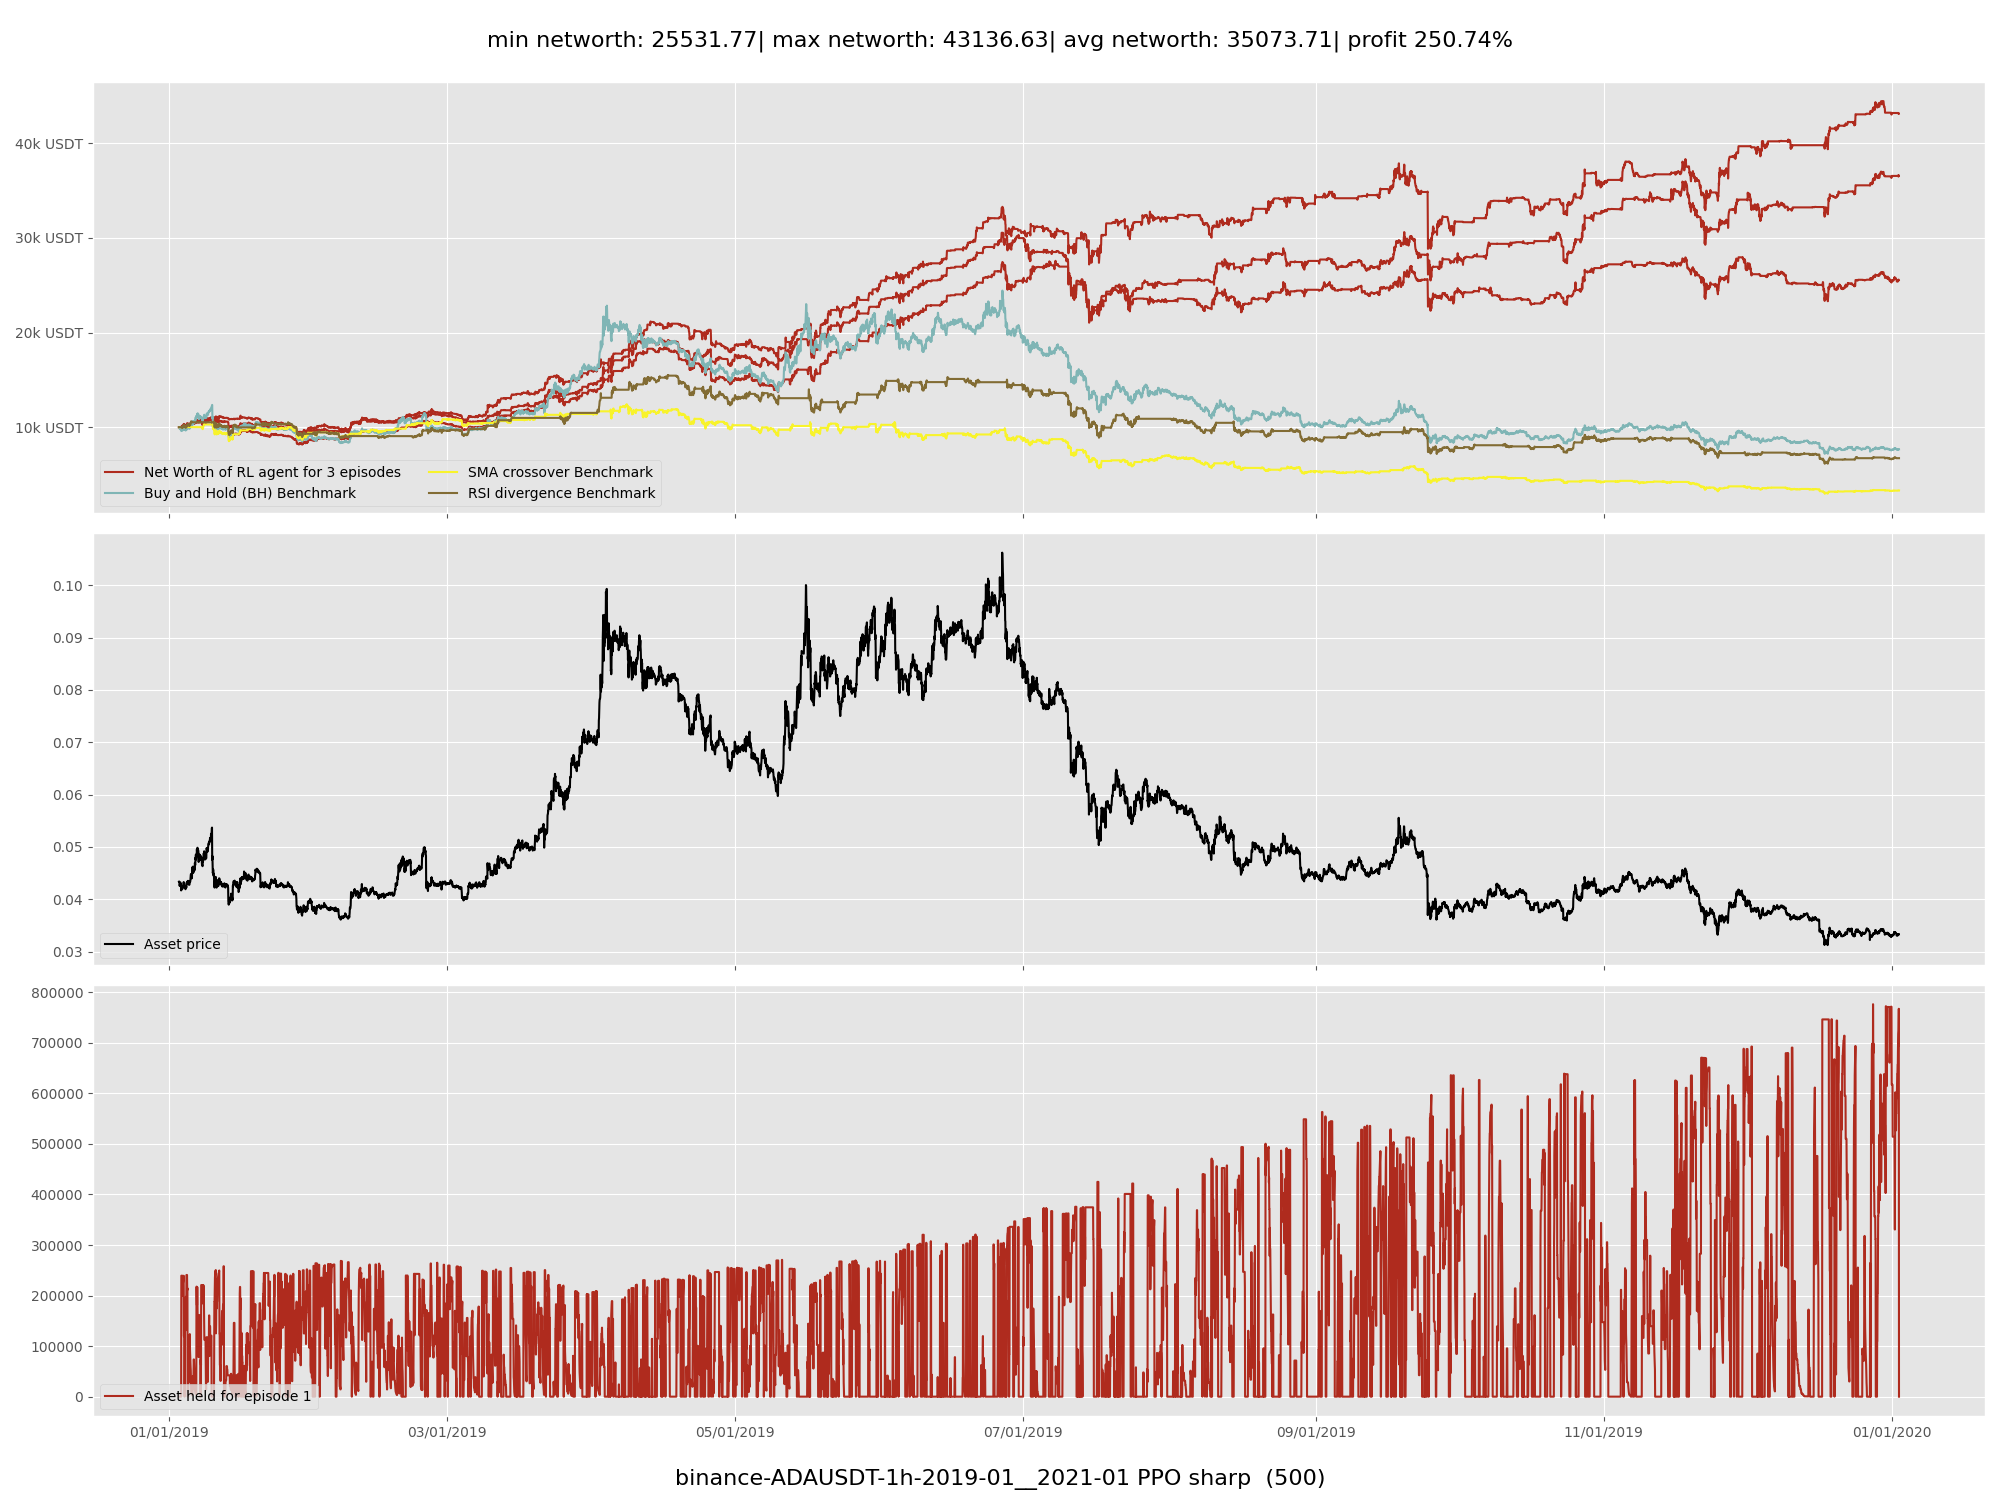 min networth: 25531.77| max networth: 43136.63| avg networth: 35073.71| profit 250.74%
40k USDT
30k USDT
20k USDT
10k USDT
Net Worth of RL agent for 3 episodes
Buy and Hold (BH) Benchmark
SMA crossover Benchmark
RSI divergence Benchmark
0.10
0.09
0.08
0.07
0.06
0.05
0.04
0.03
Asset price
800000
700000
600000
500000
400000
300000
200000
100000
0
Asset held for episode 1
01/01/2019 03/01/2019 05/01/2019 07/01/2019 09/01/2019 11/01/2019 01/01/2020
binance-ADAUSDT-1h-2019-01__2021-01 PPO sharp  (500)